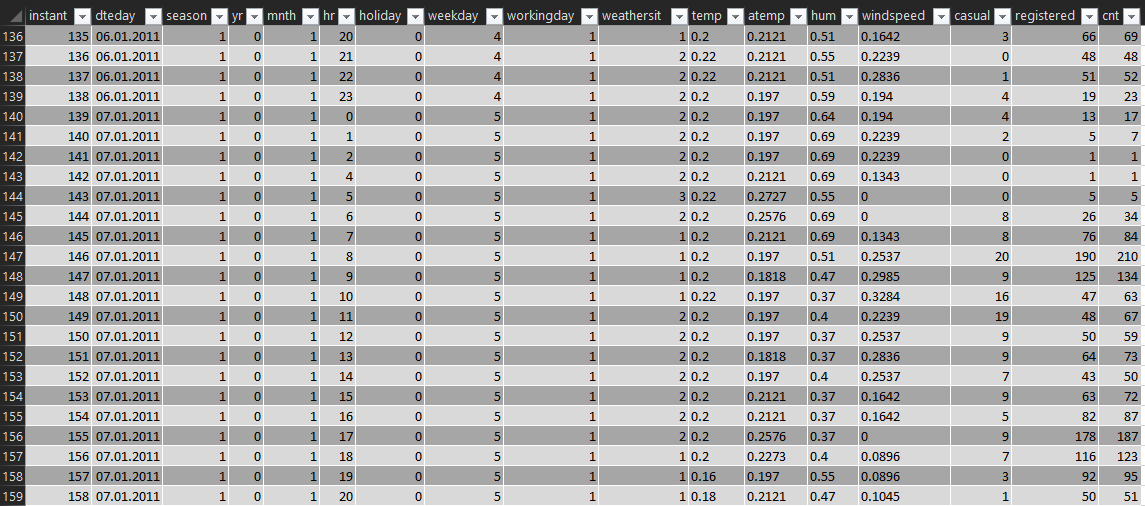 instant dteday season yr mnth hr holiday weekday workingday weathersit temp atemp hum windspeed casual registered cnt
136 135 06.01.2011 1 0 1 20 0 4 1 1 0.2 0.2121 0.51 0.1642 3 66 69
137 136 06.01.2011 1 0 1 21 0 4 1 2 0.22 0.2121 0.55 0.2239 0 48 48
138 137 06.01.2011 1 0 1 22 0 4 1 2 0.22 0.2121 0.51 0.2836 1 51 52
139 138 06.01.2011 1 0 1 23 0 4 1 2 0.2 0.197 0.59 0.194 4 19 23
140 139 07.01.2011 1 0 1 0 0 5 1 2 0.2 0.197 0.64 0.194 4 13 17
141 140 07.01.2011 1 0 1 1 0 5 1 2 0.2 0.197 0.69 0.2239 2 5 7
142 141 07.01.2011 1 0 1 2 0 5 1 2 0.2 0.197 0.69 0.2239 0 1 1
143 142 07.01.2011 1 0 1 4 0 5 1 2 0.2 0.2121 0.69 0.1343 0 1 1
144 143 07.01.2011 1 0 1 5 0 5 1 3 0.22 0.2727 0.55 0 0 5 5
145 144 07.01.2011 1 0 1 6 0 5 1 2 0.2 0.2576 0.69 0 8 26 34
146 145 07.01.2011 1 0 1 7 0 5 1 1 0.2 0.2121 0.69 0.1343 8 76 84
147 146 07.01.2011 1 0 1 8 0 5 1 1 0.2 0.197 0.51 0.2537 20 190 210
148 147 07.01.2011 1 0 1 9 0 5 1 1 0.2 0.1818 0.47 0.2985 9 125 134
149 148 07.01.2011 1 0 1 10 0 5 1 2 0.22 0.197 0.37 0.3284 16 47 63
150 149 07.01.2011 1 0 1 11 0 5 1 2 0.2 0.197 0.4 0.2239 19 48 67
151 150 07.01.2011 1 0 1 12 0 5 1 2 0.2 0.197 0.37 0.2537 9 50 59
152 151 07.01.2011 1 0 1 13 0 5 1 2 0.2 0.1818 0.37 0.2836 9 64 73
153 152 07.01.2011 1 0 1 14 0 5 1 2 0.2 0.197 0.4 0.2537 7 43 50
154 153 07.01.2011 1 0 1 15 0 5 1 2 0.2 0.2121 0.37 0.1642 9 63 72
155 154 07.01.2011 1 0 1 16 0 5 1 2 0.2 0.2121 0.37 0.1642 5 82 87
156 155 07.01.2011 1 0 1 17 0 5 1 2 0.2 0.2576 0.37 0 9 178 187
157 156 07.01.2011 1 0 1 18 0 5 1 1 0.2 0.2273 0.4 0.0896 7 116 123
158 157 07.01.2011 1 0 1 19 0 5 1 1 0.16 0.197 0.55 0.0896 3 92 95
159 158 07.01.2011 1 0 1 20 0 5 1 1 0.18 0.2121 0.47 0.1045 1 50 51